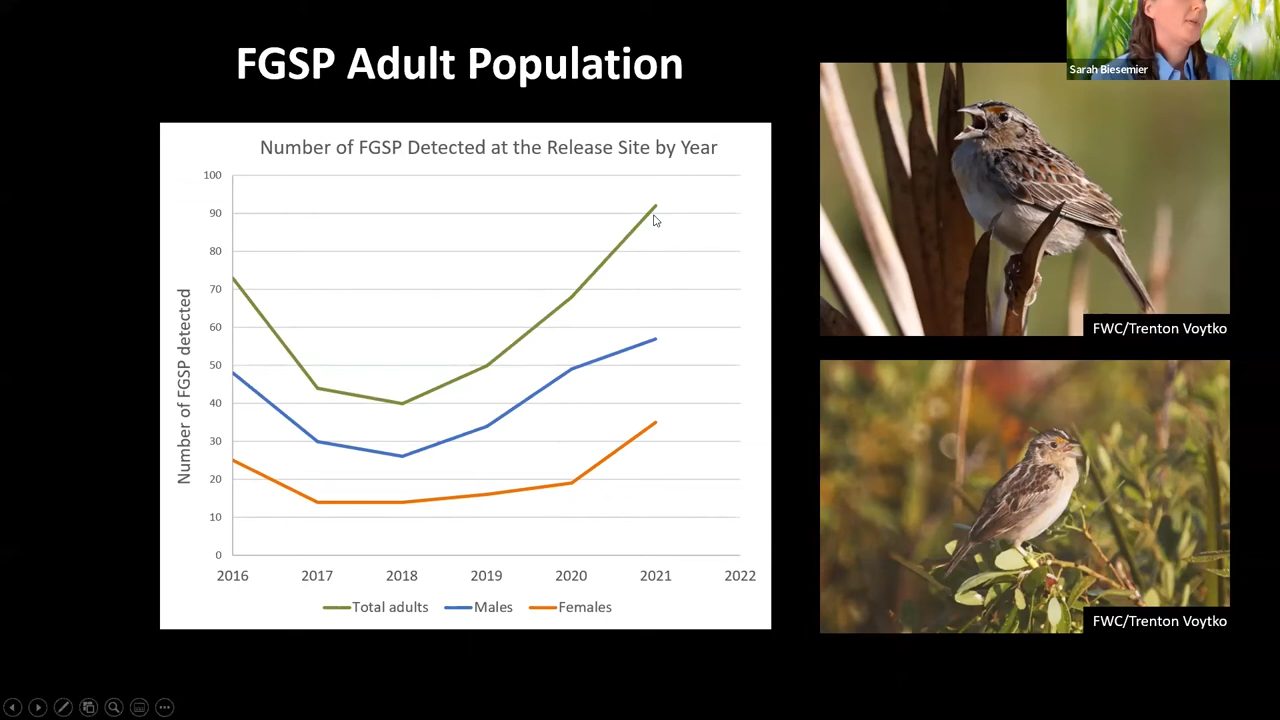 FGSP Adult Population
Sarah Biesemier
Number of FGSP Detected at the Release Site by Year
Number of FGSP detected
100
90
80
70
60
50
40
30
20
10
0
2016 2017 2018 2019 2020 2021 2022
Total adults Males Females
FWC/Trenton Voytko
FWC/Trenton Voytko